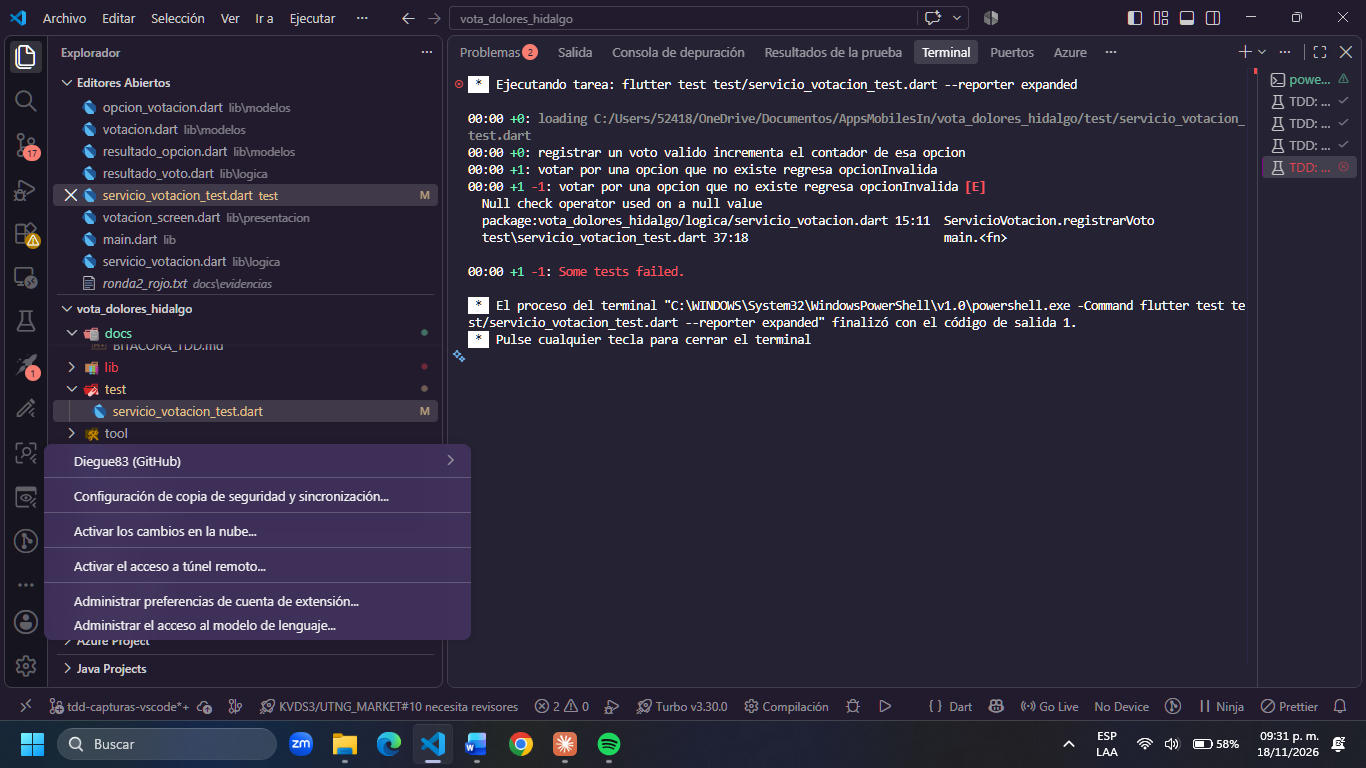 Archivo Editar Selección Ver Ir a Ejecutar ··· vota_dolores_hidalgo
Explorador ···
Editores Abiertos
opcion_votacion.dart lib\modelos
votacion.dart lib\modelos
resultado_opcion.dart lib\modelos
resultado_voto.dart lib\logica
servicio_votacion_test.dart test M
votacion_screen.dart lib\presentacion
main.dart lib
servicio_votacion.dart lib\logica
ronda2_rojo.txt docs\evidencias
vota_dolores_hidalgo
docs
BITACORA_TDD.md
lib
test
servicio_votacion_test.dart M
tool
17
1
Diegue83 (GitHub)
Configuración de copia de seguridad y sincronización...
Activar los cambios en la nube...
Activar el acceso a túnel remoto...
Administrar preferencias de cuenta de extensión...
Administrar el acceso al modelo de lenguaje...
Azure Project
Java Projects
Problemas 2 Salida Consola de depuración Resultados de la prueba Terminal Puertos Azure ···
* Ejecutando tarea: flutter test test/servicio_votacion_test.dart --reporter expanded
00:00 +0: loading C:/Users/52418/OneDrive/Documentos/AppsMobilesIn/vota_dolores_hidalgo/test/servicio_votacion_
test.dart
00:00 +0: registrar un voto valido incrementa el contador de esa opcion
00:00 +1: votar por una opcion que no existe regresa opcionInvalida
00:00 +1 -1: votar por una opcion que no existe regresa opcionInvalida [E]
Null check operator used on a null value
package:vota_dolores_hidalgo/logica/servicio_votacion.dart 15:11 ServicioVotacion.registrarVoto
test\servicio_votacion_test.dart 37:18 main.<fn>
00:00 +1 -1: Some tests failed.
* El proceso del terminal "C:\WINDOWS\System32\WindowsPowerShell\v1.0\powershell.exe -Command flutter test te
st/servicio_votacion_test.dart --reporter expanded" finalizó con el código de salida 1.
* Pulse cualquier tecla para cerrar el terminal
powe...
TDD: ...
TDD: ...
TDD: ...
TDD: ...
tdd-capturas-vscode*+ KVDS3/UTNG_MARKET#10 necesita revisores 2 0 Turbo v3.30.0 Compilación { } Dart Go Live No Device Ninja Prettier
Buscar zm ESP 58% 09:31 p. m.
LAA 18/11/2026